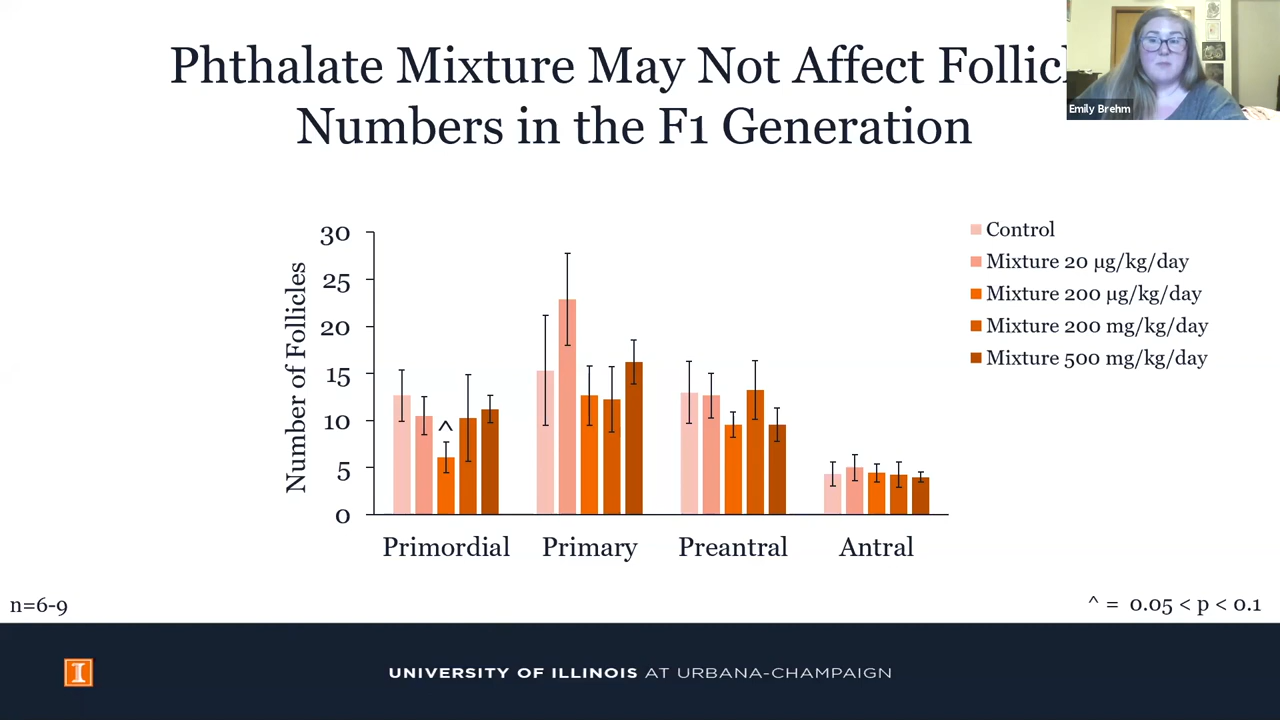 Phthalate Mixture May Not Affect Follicl
Numbers in the F1 Generation
Emily Brehm
Number of Follicles
30
25
20
15
10
5
0
^
Primordial
Primary
Preantral
Antral
Control
Mixture 20 µg/kg/day
Mixture 200 µg/kg/day
Mixture 200 mg/kg/day
Mixture 500 mg/kg/day
n=6-9
^ = 0.05 < p < 0.1
I
UNIVERSITY OF ILLINOIS AT URBANA-CHAMPAIGN